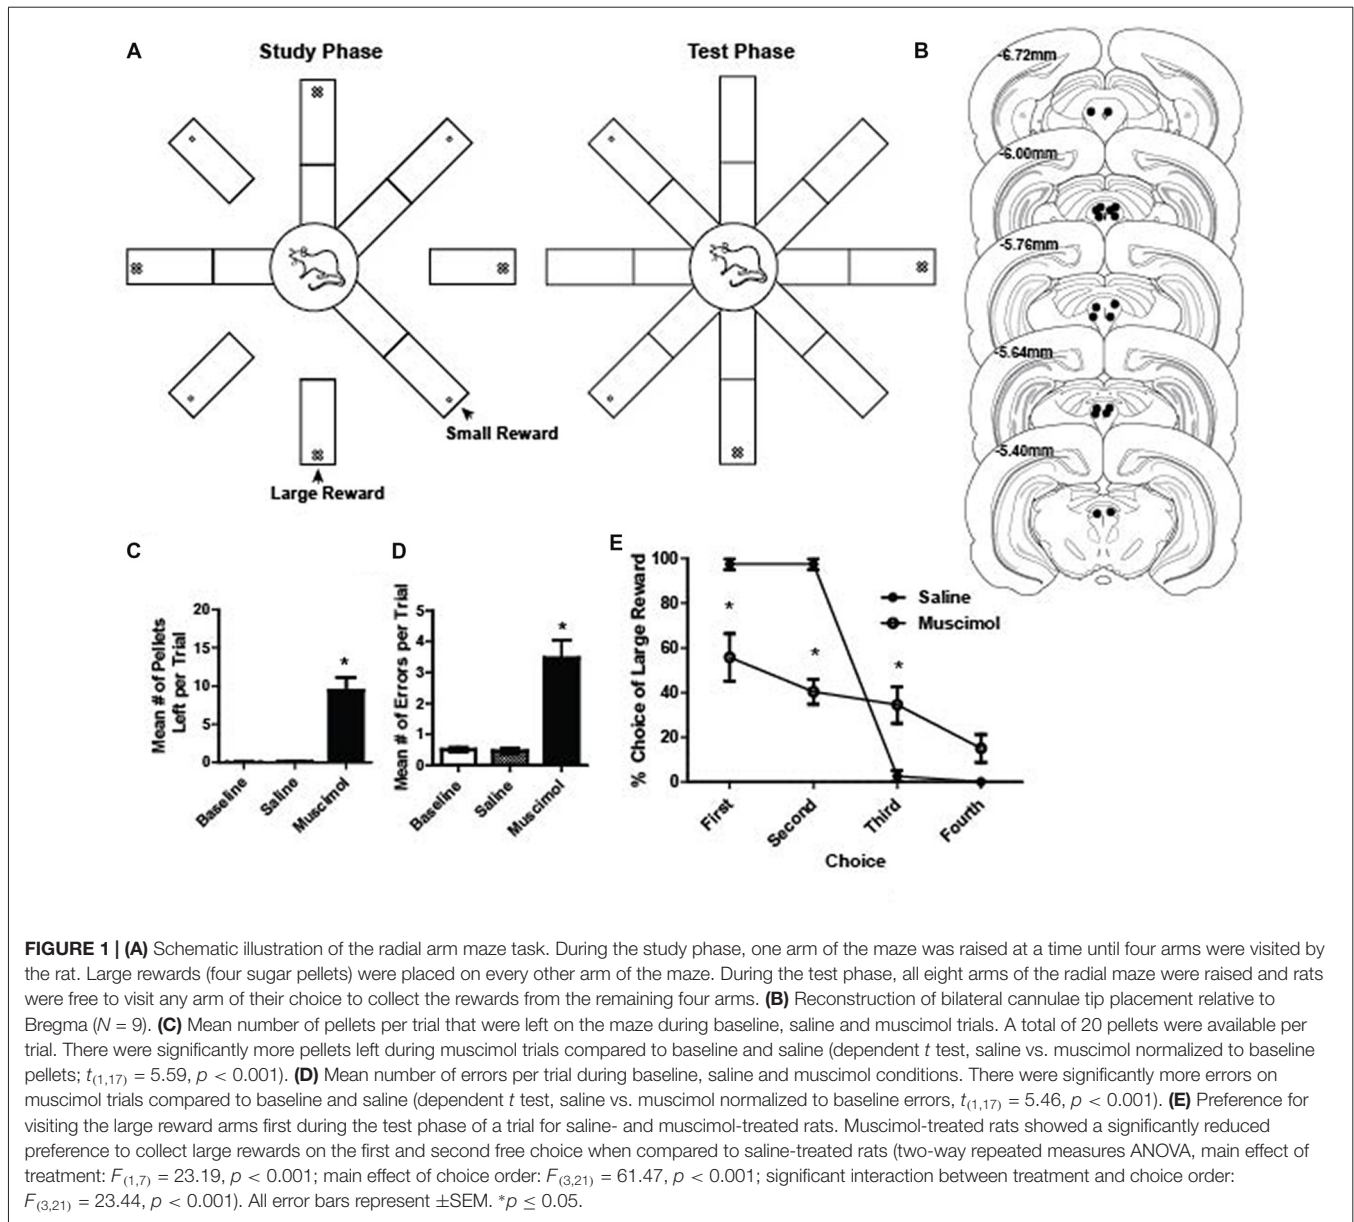 A
Study Phase
Test Phase
B
Small Reward
Large Reward
-6.72mm
-6.00mm
-5.76mm
-5.64mm
-5.40mm
C
Mean # of Pellets
Left per Trial
20
15
10
5
0
*
Baseline
Saline
Muscimol
D
Mean # of Errors per Trial
5
4
3
2
1
0
*
Baseline
Saline
Muscimol
E
% Choice of Large Reward
100
80
60
40
20
0
*
*
*
Saline
Muscimol
First
Second
Third
Fourth
Choice
FIGURE 1 | (A) Schematic illustration of the radial arm maze task. During the study phase, one arm of the maze was raised at a time until four arms were visited by
the rat. Large rewards (four sugar pellets) were placed on every other arm of the maze. During the test phase, all eight arms of the radial maze were raised and rats
were free to visit any arm of their choice to collect the rewards from the remaining four arms. (B) Reconstruction of bilateral cannulae tip placement relative to
Bregma (N = 9). (C) Mean number of pellets per trial that were left on the maze during baseline, saline and muscimol trials. A total of 20 pellets were available per
trial. There were significantly more pellets left during muscimol trials compared to baseline and saline (dependent t test, saline vs. muscimol normalized to baseline
pellets; t(1,17) = 5.59, p < 0.001). (D) Mean number of errors per trial during baseline, saline and muscimol conditions. There were significantly more errors on
muscimol trials compared to baseline and saline (dependent t test, saline vs. muscimol normalized to baseline errors, t(1,17) = 5.46, p < 0.001). (E) Preference for
visiting the large reward arms first during the test phase of a trial for saline- and muscimol-treated rats. Muscimol-treated rats showed a significantly reduced
preference to collect large rewards on the first and second free choice when compared to saline-treated rats (two-way repeated measures ANOVA, main effect of
treatment: F(1,7) = 23.19, p < 0.001; main effect of choice order: F(3,21) = 61.47, p < 0.001; significant interaction between treatment and choice order:
F(3,21) = 23.44, p < 0.001). All error bars represent ±SEM. *p ≤ 0.05.